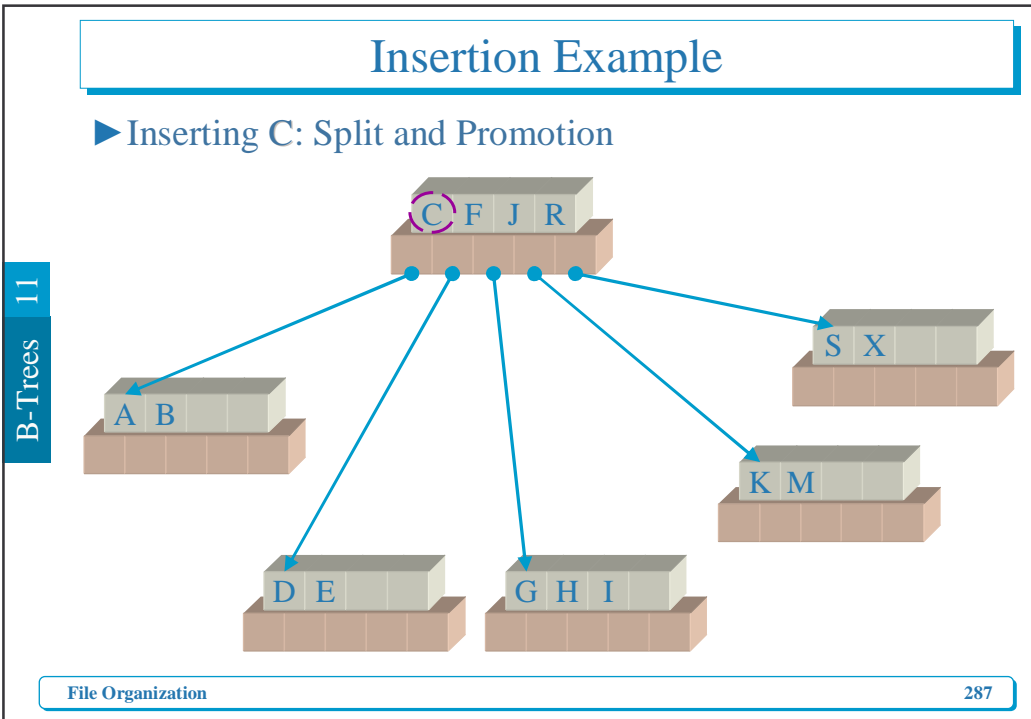 Insertion Example
►Inserting C: Split and Promotion
C F J R
S X
A B
K M
D E
G H I
B-Trees 11
File Organization 287